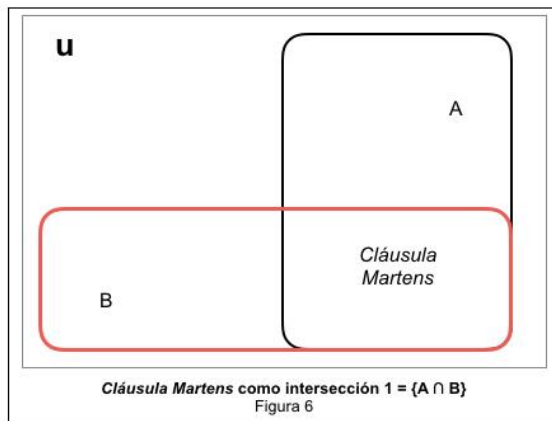 u
A
Cláusula
Martens
B
Cláusula Martens como intersección 1 = {A ∩ B}
Figura 6